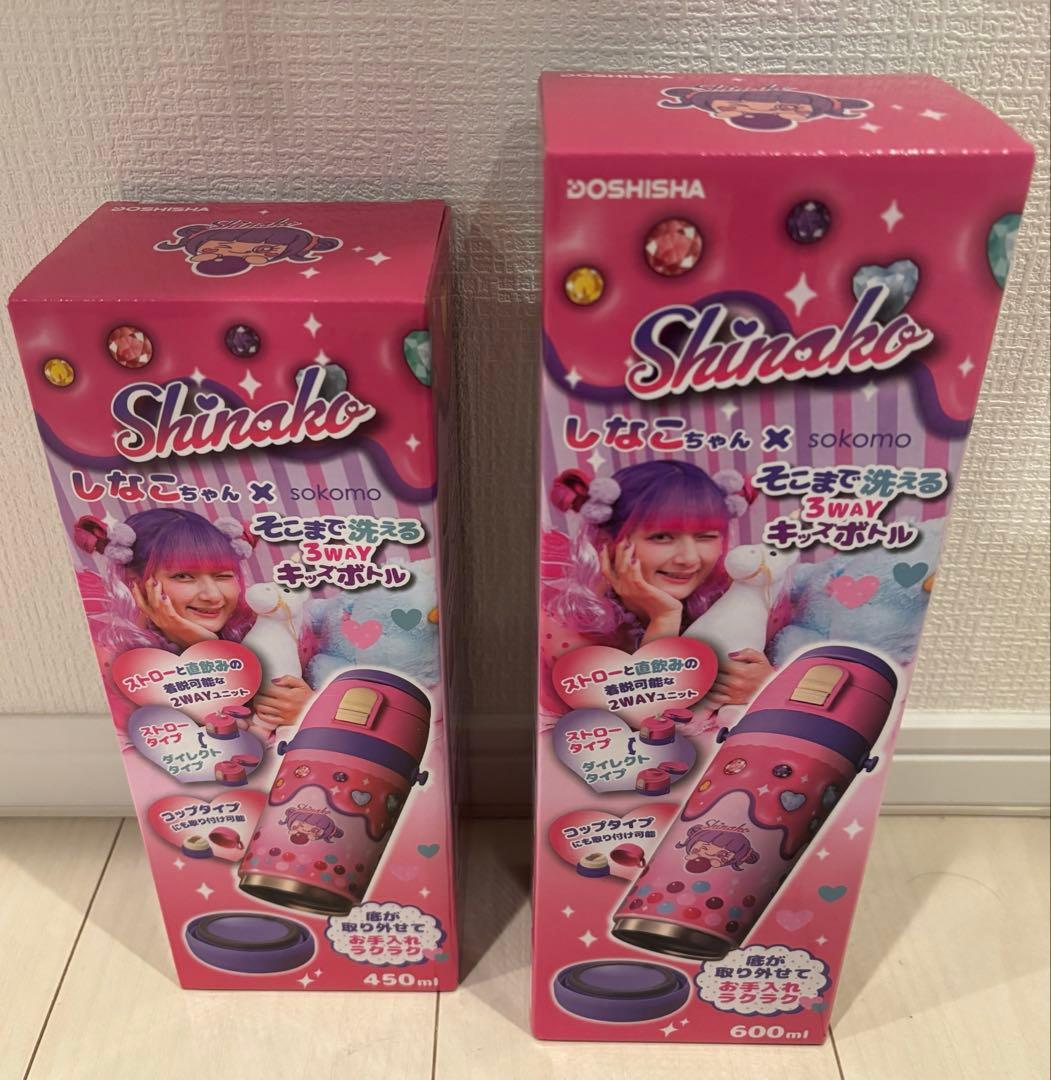 DOSHISHA
Shinako
DOSHISHA
Shinako
しなこちゃん × sokomo
そこまで洗える
3WAY
キッズボトル
ストローと直飲みの
着脱可能な
2WAYユニット
ストロー
タイプ
ダイレクト
タイプ
コップタイプ
にも取り付け可能
底が
取り外せて
お手入れ
ラクラク
450ml
DOSHISHA
Shinako
DOSHISHA
Shinako
しなこちゃん × sokomo
そこまで洗える
3WAY
キッズボトル
ストローと直飲みの
着脱可能な
2WAYユニット
ストロー
タイプ
ダイレクト
タイプ
コップタイプ
にも取り付け可能
Shinako
底が
取り外せて
お手入れ
ラクラク
600ml